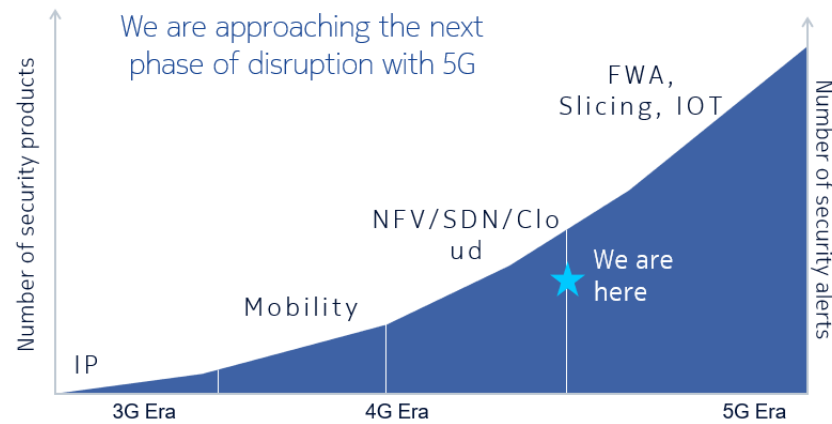 We are approaching the next
phase of disruption with 5G
FWA,
Slicing, IOT
NFV/SDN/Clo
ud
We are
here
Mobility
IP
Number of security products
Number of security alerts
3G Era
4G Era
5G Era